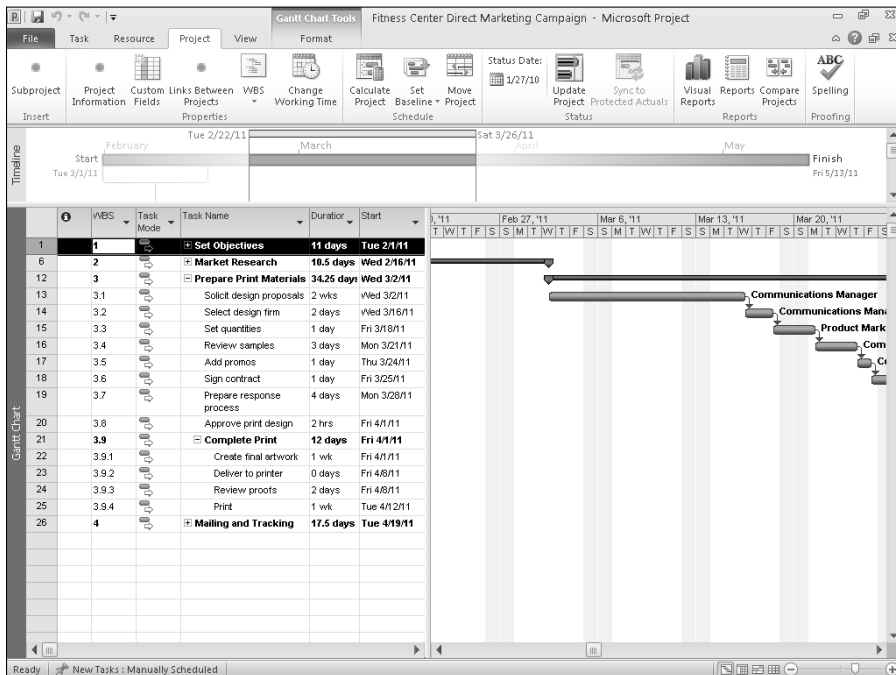 Gantt Chart Tools Fitness Center Direct Marketing Campaign - Microsoft Project
File Task Resource Project View Format
Subproject Project Information Custom Fields Links Between Projects WBS Change Working Time Calculate Project Set Baseline Move Project Status Date: 1/27/10 Update Project Sync to Protected Actuals Visual Reports Reports Compare Projects ABC Spelling
Insert Properties Schedule Status Reports Proofing
Timeline
Tue 2/22/11 Sat 3/26/11
February March April May
Start Finish
Tue 2/1/11 Fri 5/13/11
WBS Task Mode Task Name Duration Start
), '11 Feb 27, '11 Mar 6, '11 Mar 13, '11 Mar 20, '11
T W T F S S M T W T F S S M T W T F S S M T W T F S S M T W T F S
1 1 Set Objectives 11 days Tue 2/1/11
6 2 Market Research 10.5 days Wed 2/16/11
12 3 Prepare Print Materials 34.25 days Wed 3/2/11
13 3.1 Solicit design proposals 2 wks Wed 3/2/11 Communications Manager
14 3.2 Select design firm 2 days Wed 3/16/11 Communications Mana
15 3.3 Set quantities 1 day Fri 3/18/11 Product Mark
16 3.4 Review samples 3 days Mon 3/21/11 Com
17 3.5 Add promos 1 day Thu 3/24/11 C
18 3.6 Sign contract 1 day Fri 3/25/11
19 3.7 Prepare response process 4 days Mon 3/28/11
20 3.8 Approve print design 2 hrs Fri 4/1/11
21 3.9 Complete Print 12 days Fri 4/1/11
22 3.9.1 Create final artwork 1 wk Fri 4/1/11
23 3.9.2 Deliver to printer 0 days Fri 4/8/11
24 3.9.3 Review proofs 2 days Fri 4/8/11
25 3.9.4 Print 1 wk Tue 4/12/11
26 4 Mailing and Tracking 17.5 days Tue 4/19/11
Gantt Chart
Ready New Tasks : Manually Scheduled